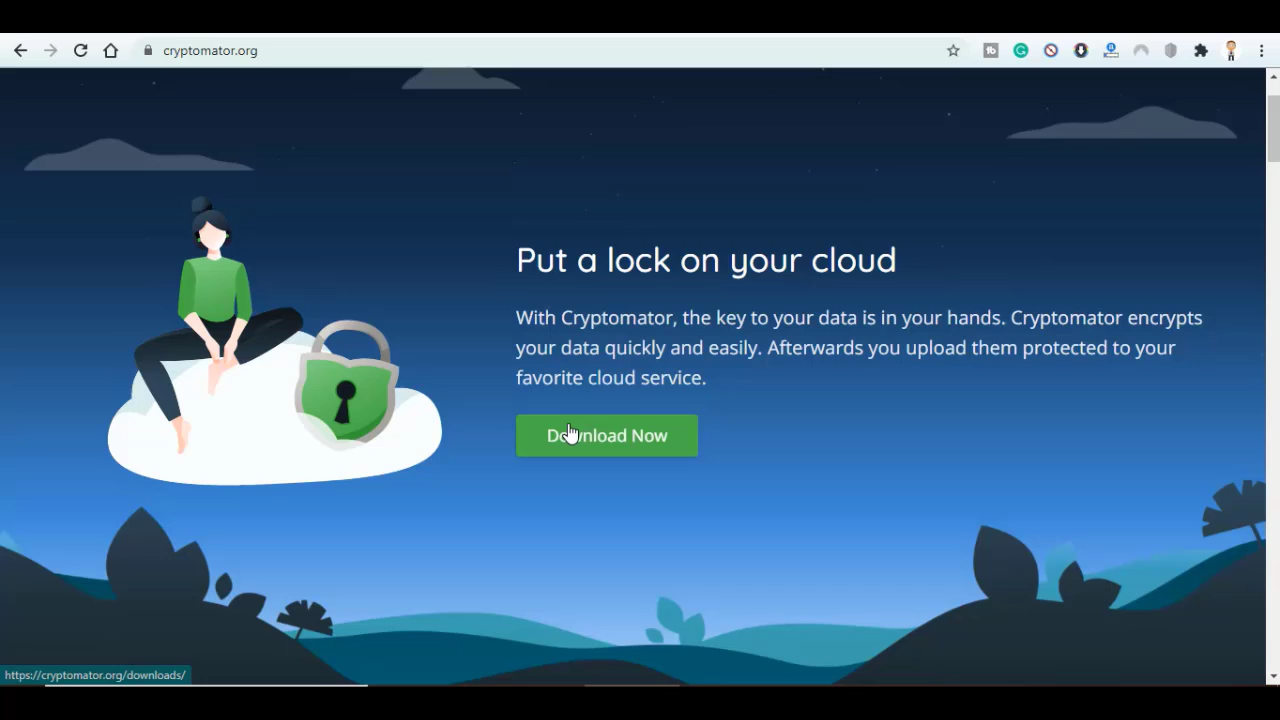 cryptomator.org
Put a lock on your cloud
With Cryptomator, the key to your data is in your hands. Cryptomator encrypts
your data quickly and easily. Afterwards you upload them protected to your
favorite cloud service.
Download Now
https://cryptomator.org/downloads/